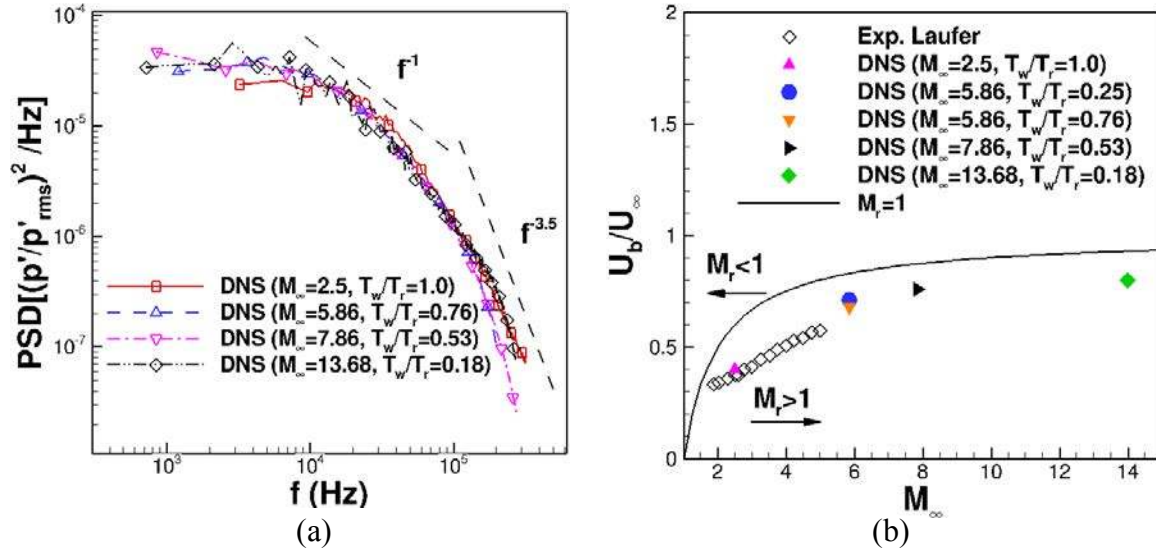 10⁻⁴
10⁻⁵
10⁻⁶
10⁻⁷
PSD[(p'/p'rms)² /Hz]
f⁻¹
f⁻³·⁵
DNS (M∞=2.5, Tw/Tr=1.0)
DNS (M∞=5.86, Tw/Tr=0.76)
DNS (M∞=7.86, Tw/Tr=0.53)
DNS (M∞=13.68, Tw/Tr=0.18)
10³ 10⁴ 10⁵
f (Hz)
(a)
2
1.5
1
0.5
0
Ub/U∞
Exp. Laufer
DNS (M∞=2.5, Tw/Tr=1.0)
DNS (M∞=5.86, Tw/Tr=0.25)
DNS (M∞=5.86, Tw/Tr=0.76)
DNS (M∞=7.86, Tw/Tr=0.53)
DNS (M∞=13.68, Tw/Tr=0.18)
Mr=1
Mr<1
Mr>1
2 4 6 8 10 12 14
M∞
(b)